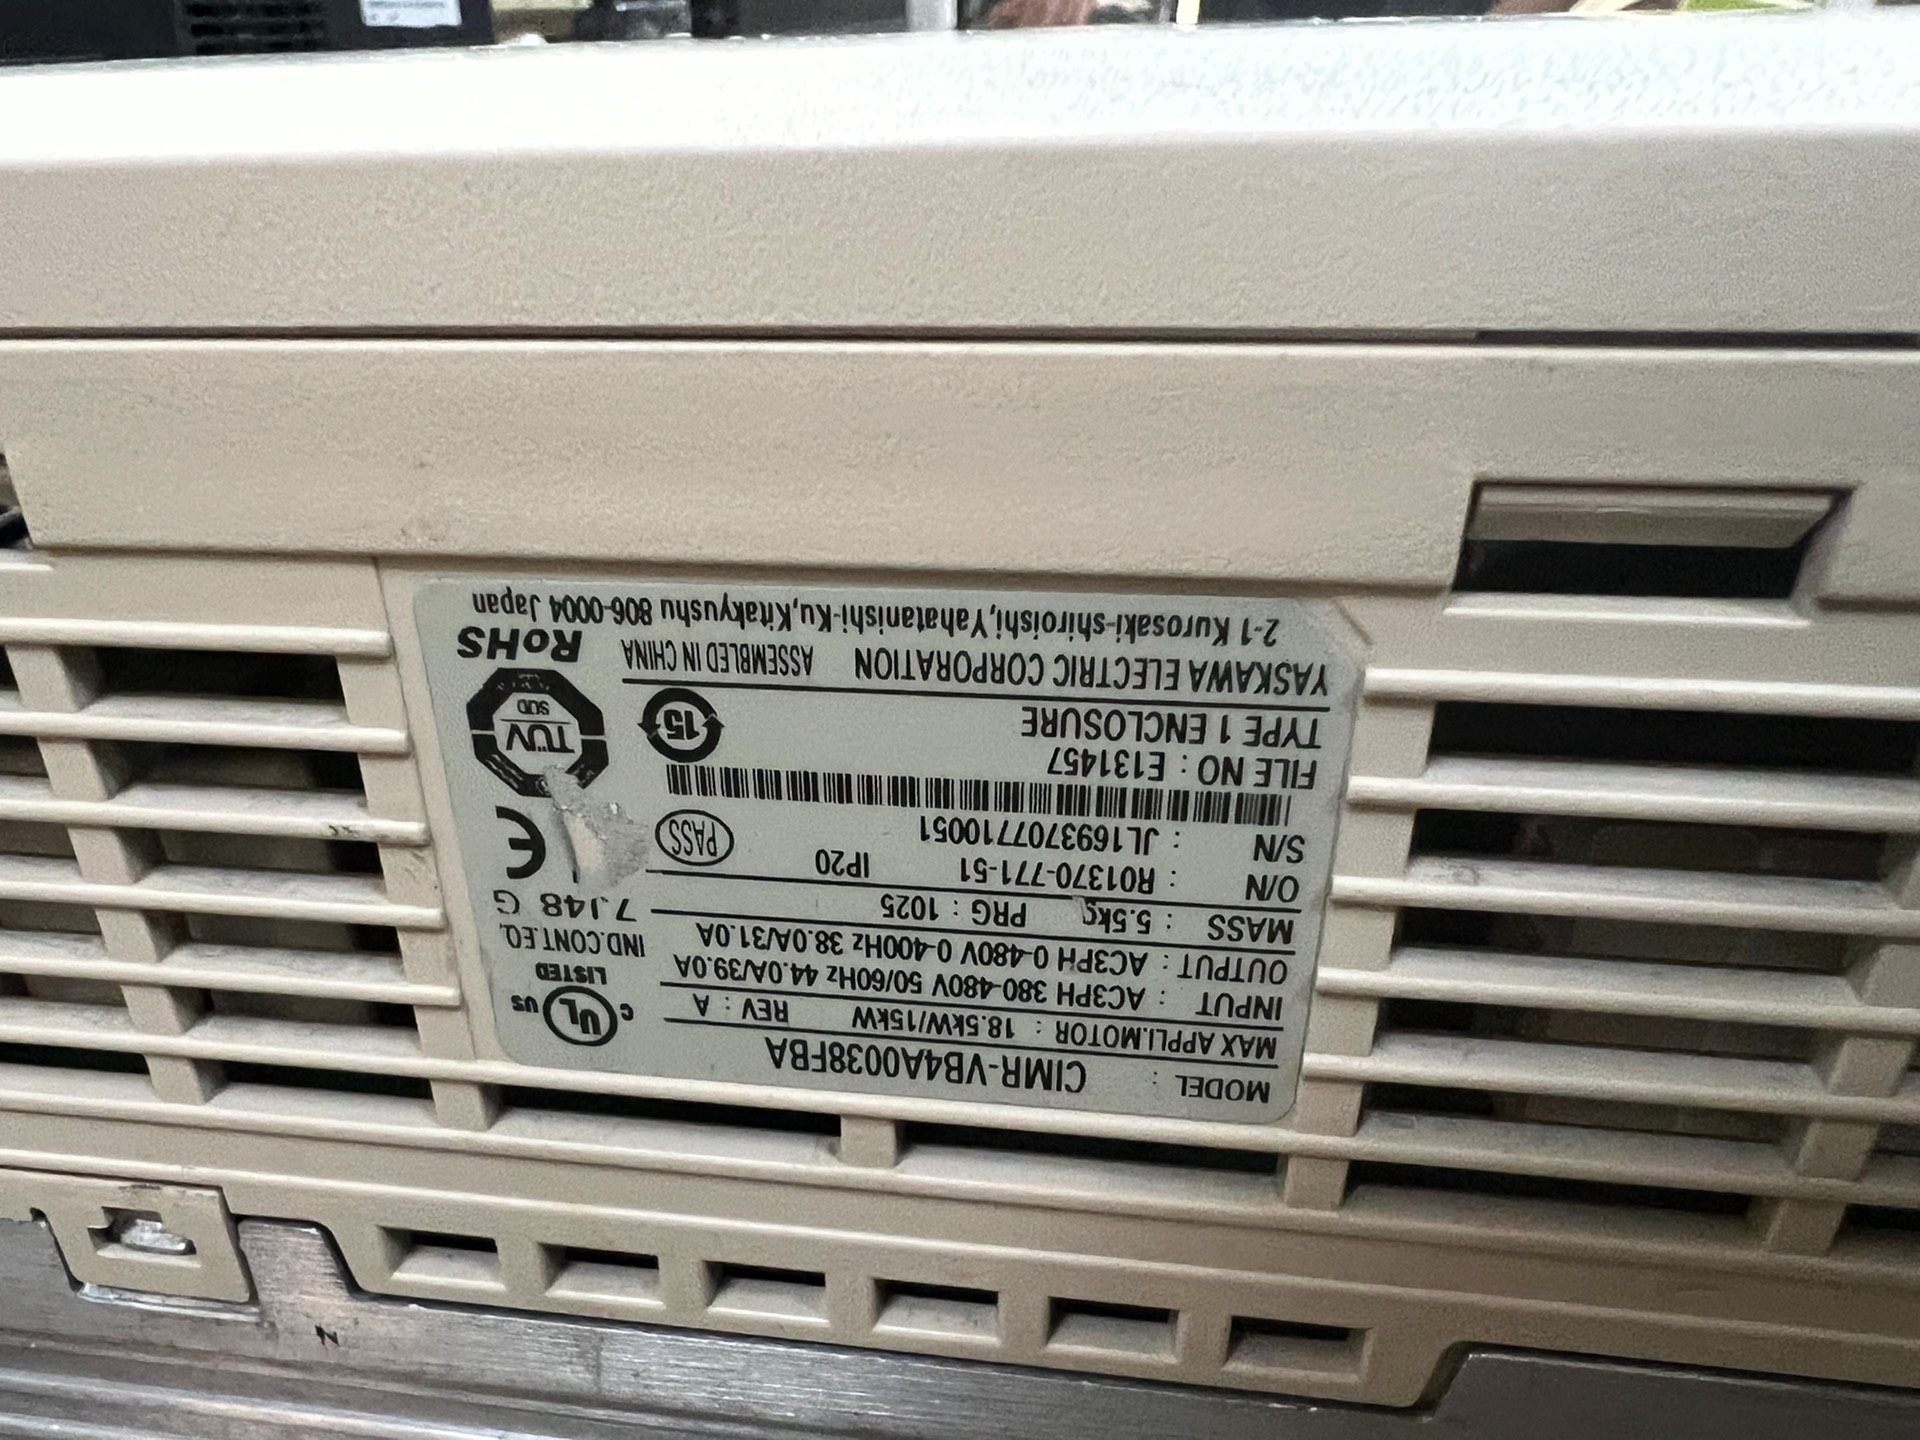 MODEL : CIMR-VB4A0038FBA
MAX APPLI.MOTOR : 18.5kW/15kW REV : A
INPUT : AC3PH 380-480V 50/60Hz 44.0A/39.0A
OUTPUT : AC3PH 0-480V 0-400Hz 38.0A/31.0A
MASS : 5.5kg PRG : 1025
O/N : R01370-771-51 IP20
S/N : JL1693707710051
PASS
FILE NO : E131457
TYPE 1 ENCLOSURE
15
YASKAWA ELECTRIC CORPORATION ASSEMBLED IN CHINA
2-1 Kurosaki-shiroishi,Yahatanishi-Ku,Kitakyushu 806-0004 Japan
C UL US
LISTED
IND.CONT.EQ.
7J48 G
CE
TÜV
SÜD
RoHS
N